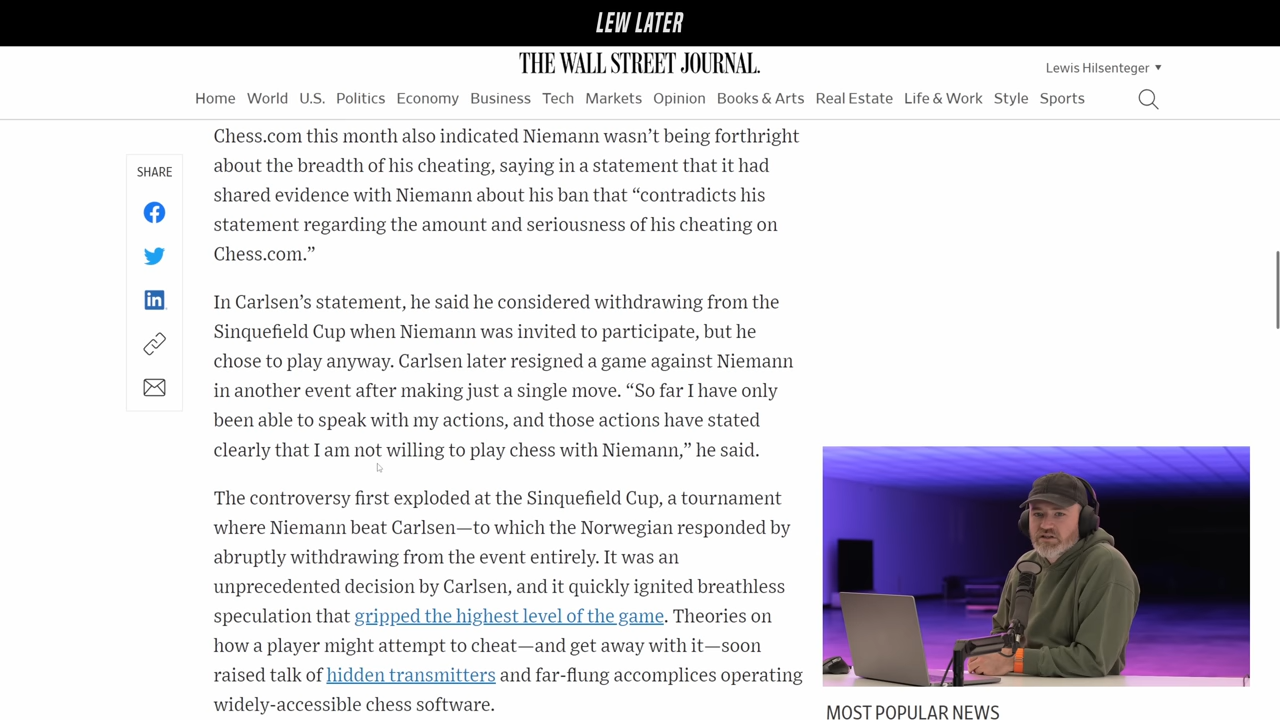 LEW LATER
THE WALL STREET JOURNAL.
Lewis Hilsenteger
Home World U.S. Politics Economy Business Tech Markets Opinion Books & Arts Real Estate Life & Work Style Sports
SHARE
Chess.com this month also indicated Niemann wasn’t being forthright
about the breadth of his cheating, saying in a statement that it had
shared evidence with Niemann about his ban that “contradicts his
statement regarding the amount and seriousness of his cheating on
Chess.com.”
In Carlsen’s statement, he said he considered withdrawing from the
Sinquefield Cup when Niemann was invited to participate, but he
chose to play anyway. Carlsen later resigned a game against Niemann
in another event after making just a single move. “So far I have only
been able to speak with my actions, and those actions have stated
clearly that I am not willing to play chess with Niemann,” he said.
The controversy first exploded at the Sinquefield Cup, a tournament
where Niemann beat Carlsen—to which the Norwegian responded by
abruptly withdrawing from the event entirely. It was an
unprecedented decision by Carlsen, and it quickly ignited breathless
speculation that gripped the highest level of the game. Theories on
how a player might attempt to cheat—and get away with it—soon
raised talk of hidden transmitters and far-flung accomplices operating
widely-accessible chess software.
MOST POPULAR NEWS